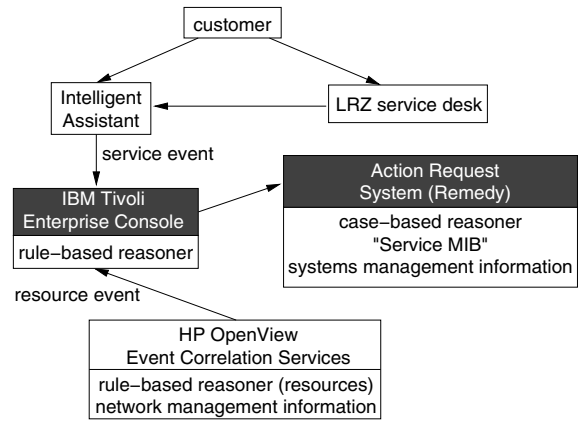 customer
Intelligent
Assistant
LRZ service desk
service event
IBM Tivoli
Enterprise Console
rule−based reasoner
Action Request
System (Remedy)
case−based reasoner
"Service MIB"
systems management information
resource event
HP OpenView
Event Correlation Services
rule−based reasoner (resources)
network management information